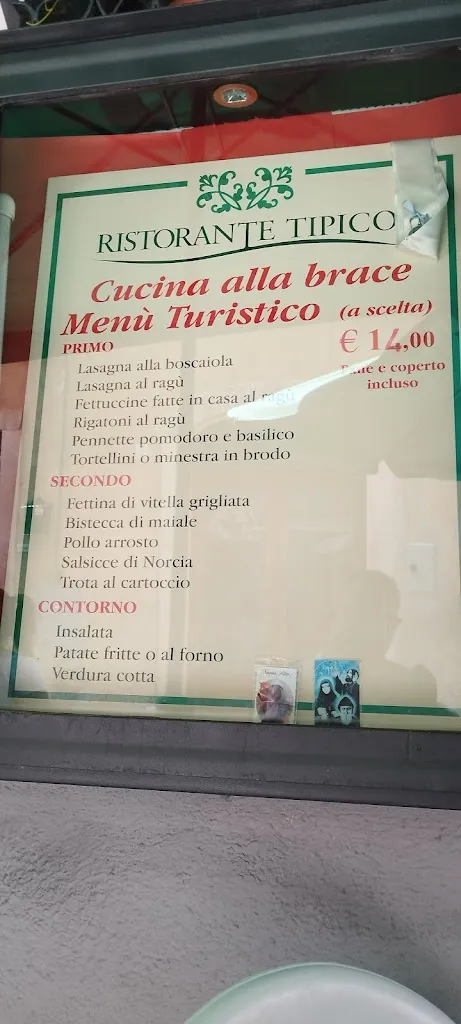 RISTORANTE TIPICO
Cucina alla brace
Menù Turistico (a scelta)
€ 14,00
Pane e coperto
incluso
PRIMO
Lasagna alla boscaiola
Lasagna al ragù
Fettuccine fatte in casa al ragù
Rigatoni al ragù
Pennette pomodoro e basilico
Tortellini o minestra in brodo
SECONDO
Fettina di vitella grigliata
Bistecca di maiale
Pollo arrosto
Salsicce di Norcia
Trota al cartoccio
CONTORNO
Insalata
Patate fritte o al forno
Verdura cotta